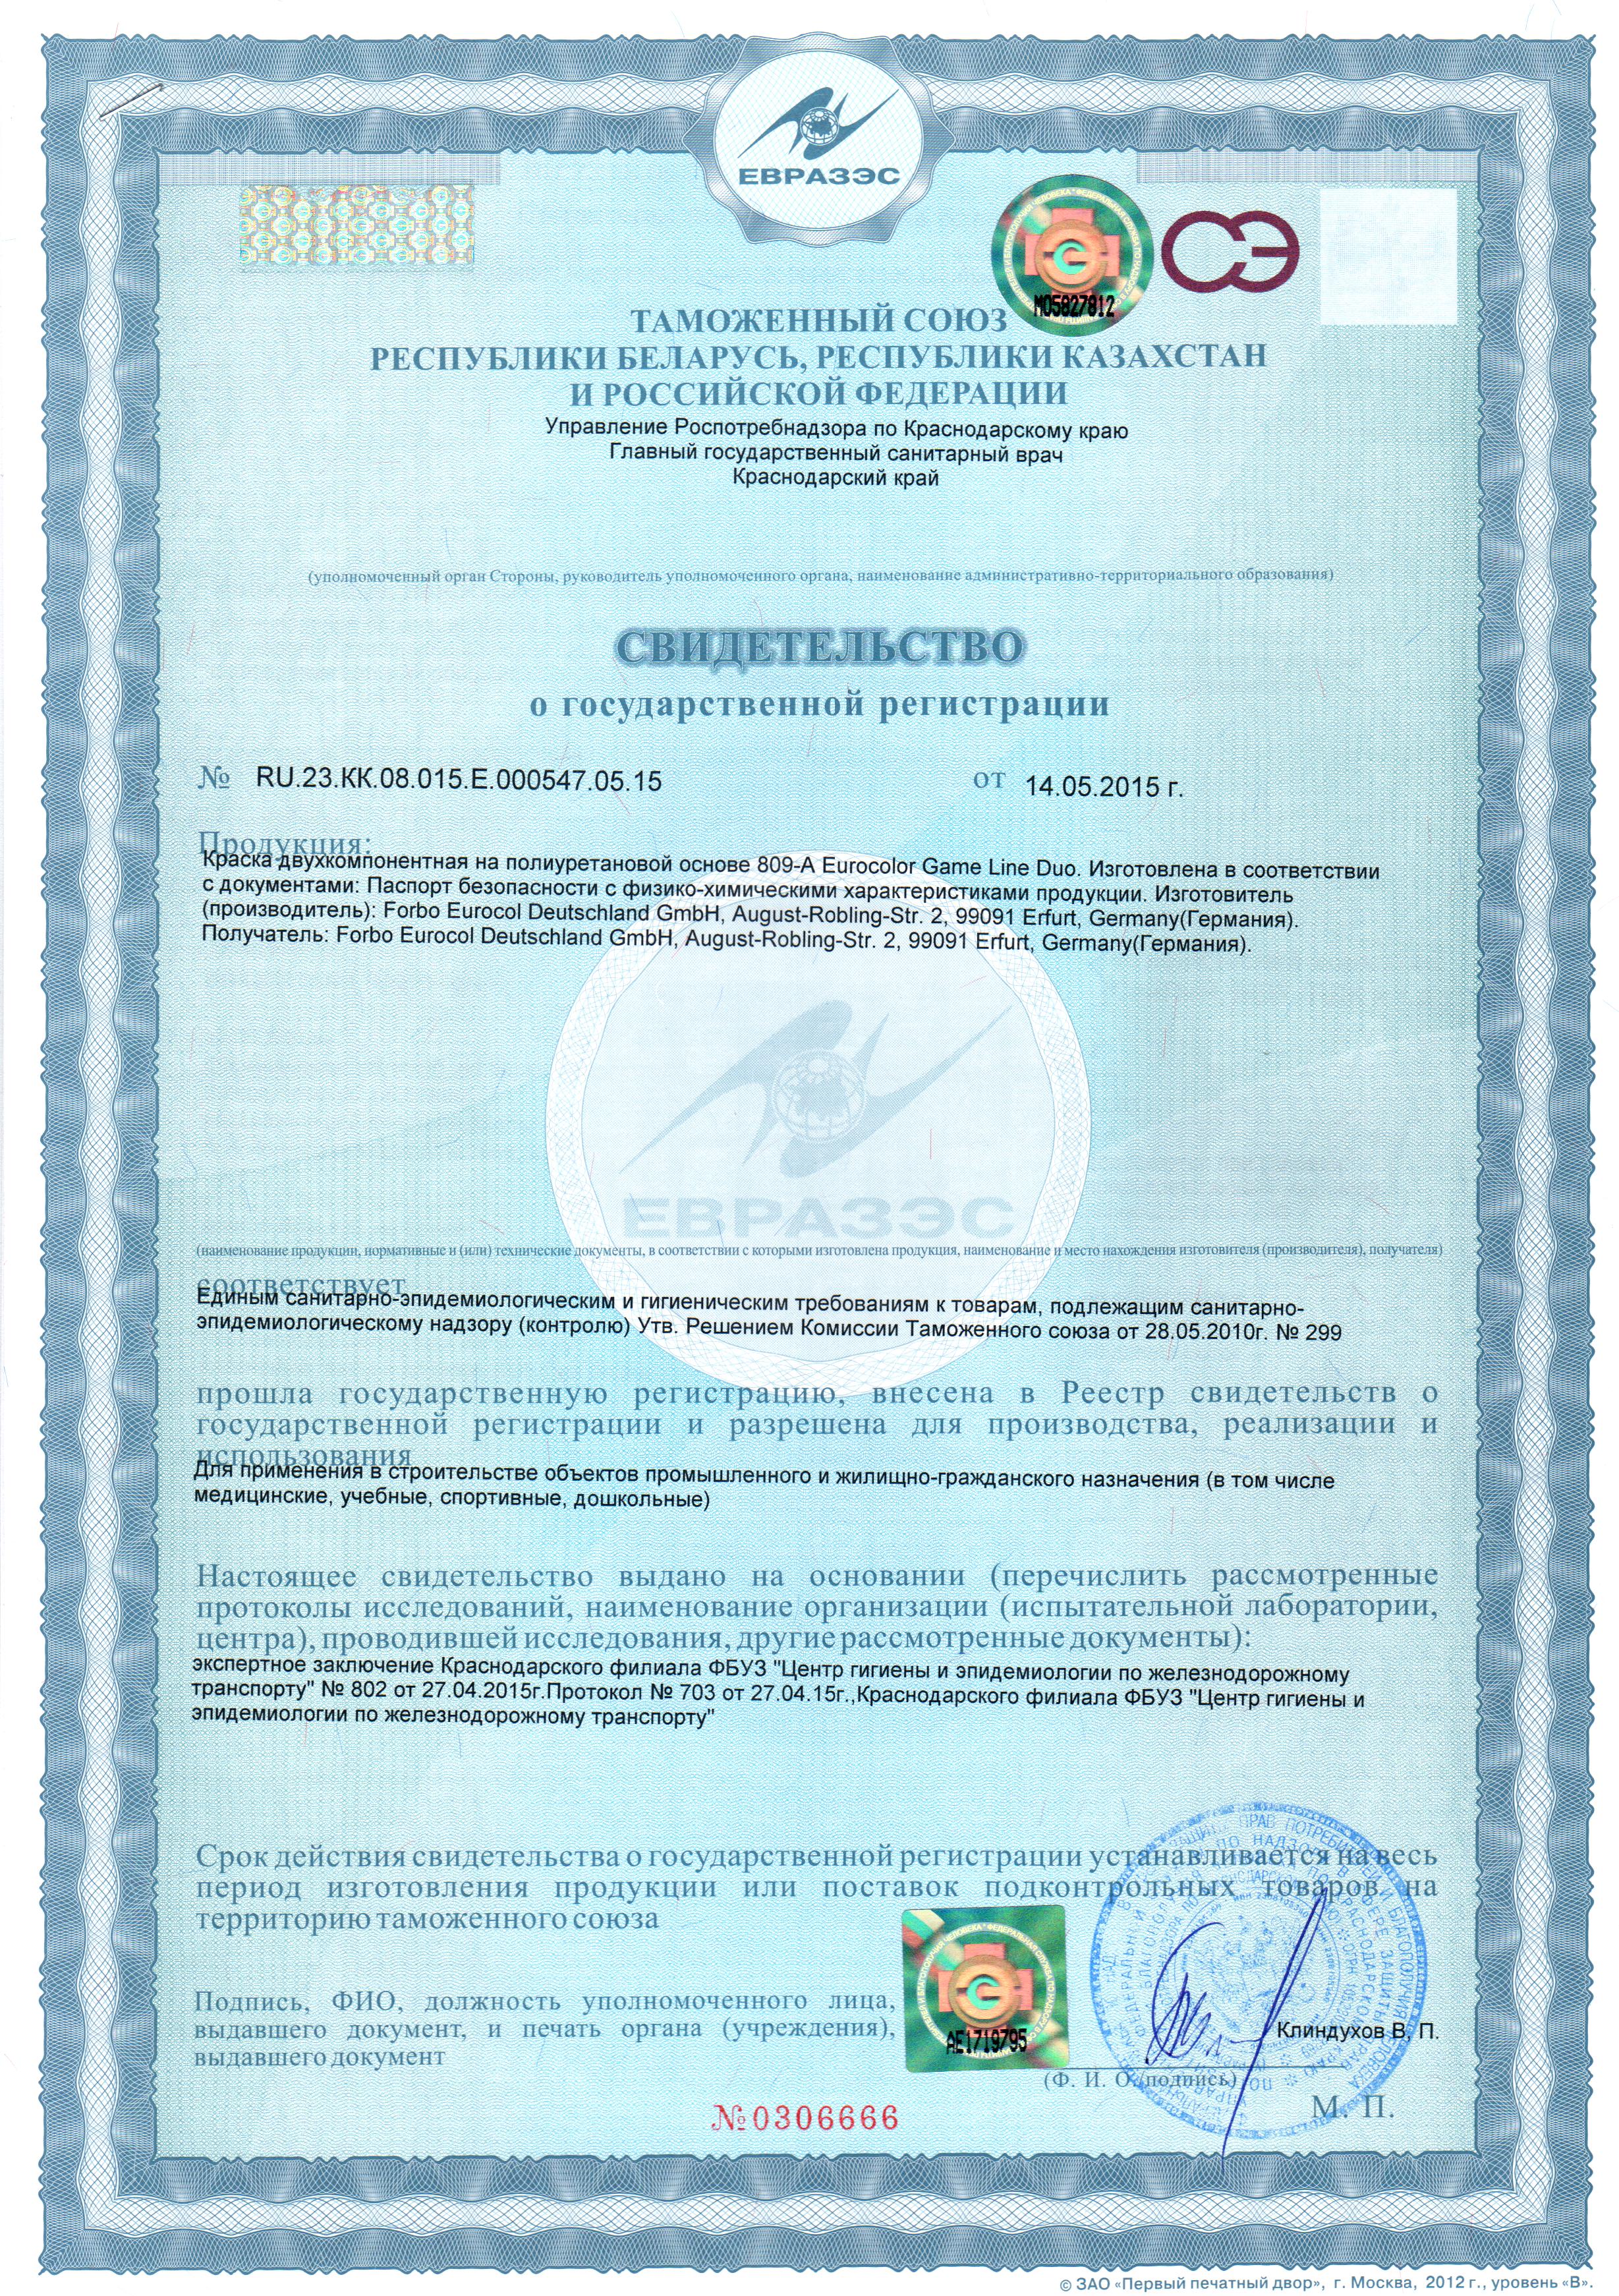 ЕВРАЗЭС
СЭ
М05827812
ТАМОЖЕННЫЙ СОЮЗ
РЕСПУБЛИКИ БЕЛАРУСЬ, РЕСПУБЛИКИ КАЗАХСТАН
И РОССИЙСКОЙ ФЕДЕРАЦИИ
Управление Роспотребнадзора по Краснодарскому краю
Главный государственный санитарный врач
Краснодарский край
(уполномоченный орган Стороны, руководитель уполномоченного органа, наименование административно-территориального образования)
СВИДЕТЕЛЬСТВО
о государственной регистрации
№ RU.23.КК.08.015.Е.000547.05.15 от 14.05.2015 г.
Продукция:
Краска двухкомпонентная на полиуретановой основе 809-А Eurocolor Game Line Duo. Изготовлена в соответствии
с документами: Паспорт безопасности с физико-химическими характеристиками продукции. Изготовитель
(производитель): Forbo Eurocol Deutschland GmbH, August-Robling-Str. 2, 99091 Erfurt, Germany(Германия).
Получатель: Forbo Eurocol Deutschland GmbH, August-Robling-Str. 2, 99091 Erfurt, Germany(Германия).
ЕВРАЗЭС
(наименование продукции, нормативные и (или) технические документы, в соответствии с которыми изготовлена продукция, наименование и место нахождения изготовителя (производителя), получателя)
соответствует
Единым санитарно-эпидемиологическим и гигиеническим требованиям к товарам, подлежащим санитарно-
эпидемиологическому надзору (контролю) Утв. Решением Комиссии Таможенного союза от 28.05.2010г. № 299
прошла государственную регистрацию, внесена в Реестр свидетельств о
государственной регистрации и разрешена для производства, реализации и
использования
Для применения в строительстве объектов промышленного и жилищно-гражданского назначения (в том числе
медицинские, учебные, спортивные, дошкольные)
Настоящее свидетельство выдано на основании (перечислить рассмотренные
протоколы исследований, наименование организации (испытательной лаборатории,
центра), проводившей исследования, другие рассмотренные документы):
экспертное заключение Краснодарского филиала ФБУЗ "Центр гигиены и эпидемиологии по железнодорожному
транспорту" № 802 от 27.04.2015г.Протокол № 703 от 27.04.15г.,Краснодарского филиала ФБУЗ "Центр гигиены и
эпидемиологии по железнодорожному транспорту"
Срок действия свидетельства о государственной регистрации устанавливается на весь
период изготовления продукции или поставок подконтрольных товаров на
территорию таможенного союза
Подпись, ФИО, должность уполномоченного лица,
выдавшего документ, и печать органа (учреждения),
выдавшего документ
АЕ1719795
Клиндухов В. П.
(Ф. И. О./подпись)
М. П.
№0306666
© ЗАО «Первый печатный двор», г. Москва, 2012 г., уровень «В».